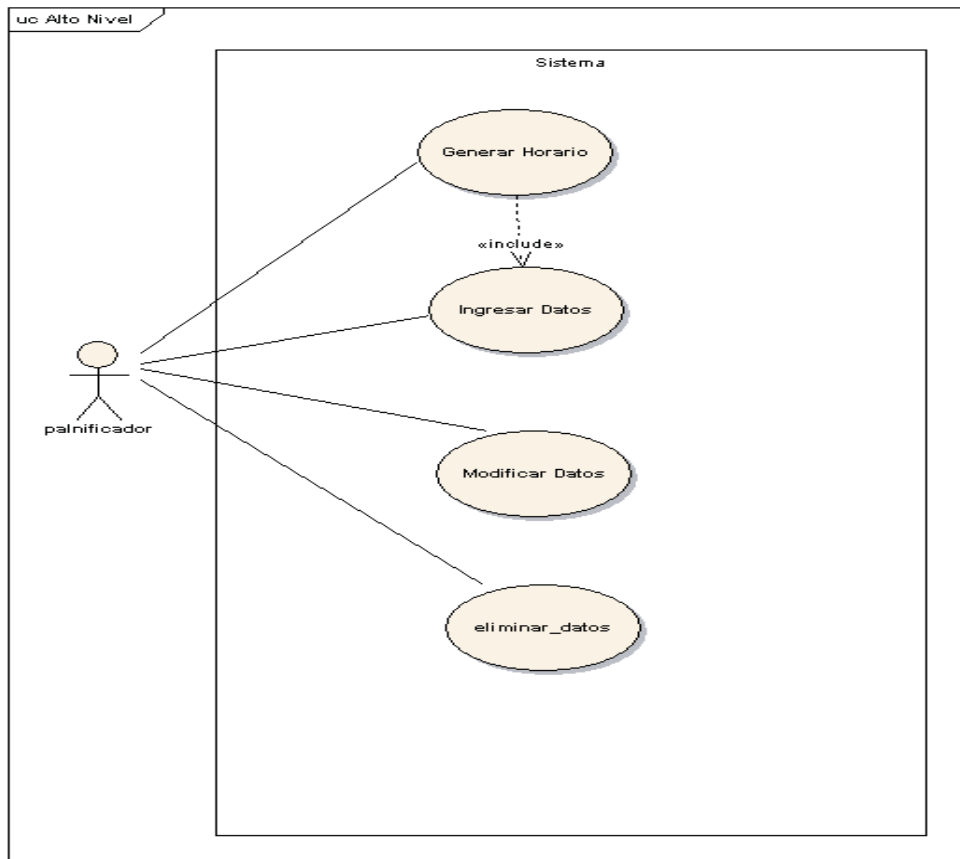 uc Alto Nivel
Sistema
Generar Horario
«include»
Ingresar Datos
palnificador
Modificar Datos
eliminar_datos